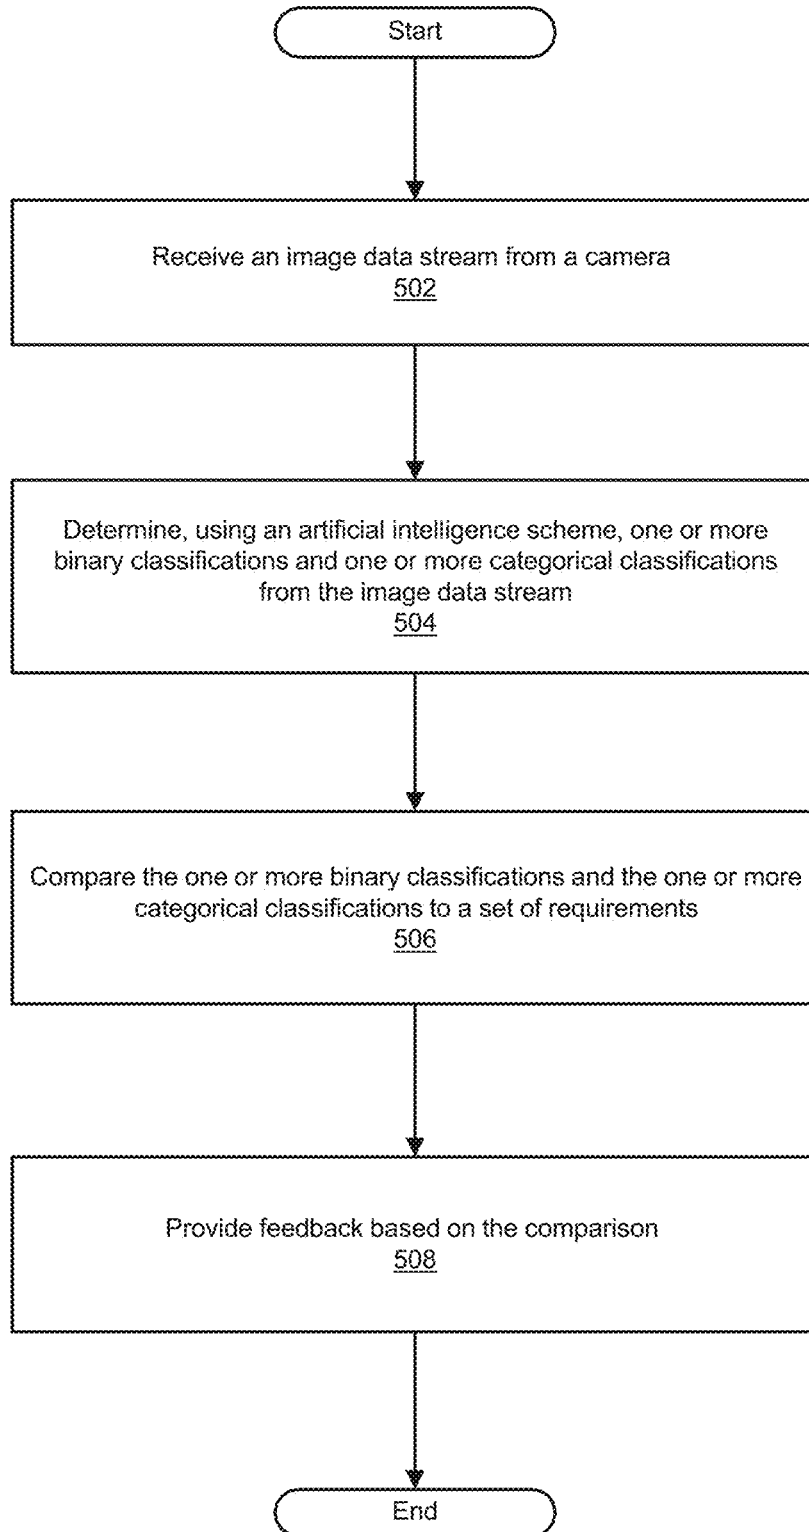 Start
Receive an image data stream from a camera
502
Determine, using an artificial intelligence scheme, one or more
binary classifications and one or more categorical classifications
from the image data stream
504
Compare the one or more binary classifications and the one or more
categorical classifications to a set of requirements
506
Provide feedback based on the comparison
508
End